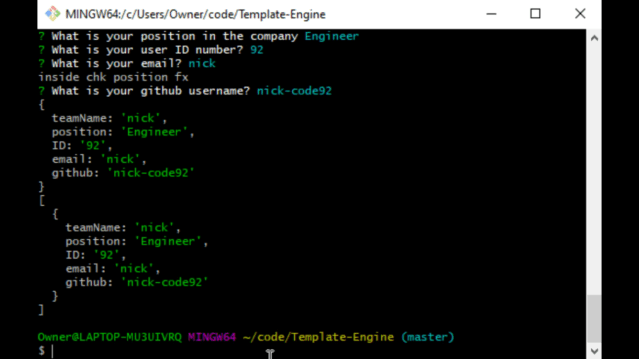 MINGW64:/c/Users/Owner/code/Template-Engine
? What is your position in the company Engineer
? What is your user ID number? 92
? What is your email? nick
inside chk position fx
? What is your github username? nick-code92
{
teamName: 'nick',
position: 'Engineer',
ID: '92',
email: 'nick',
github: 'nick-code92'
}
[
{
teamName: 'nick',
position: 'Engineer',
ID: '92',
email: 'nick',
github: 'nick-code92'
}
]
Owner@LAPTOP-MU3UIVRQ MINGW64 ~/code/Template-Engine (master)
$